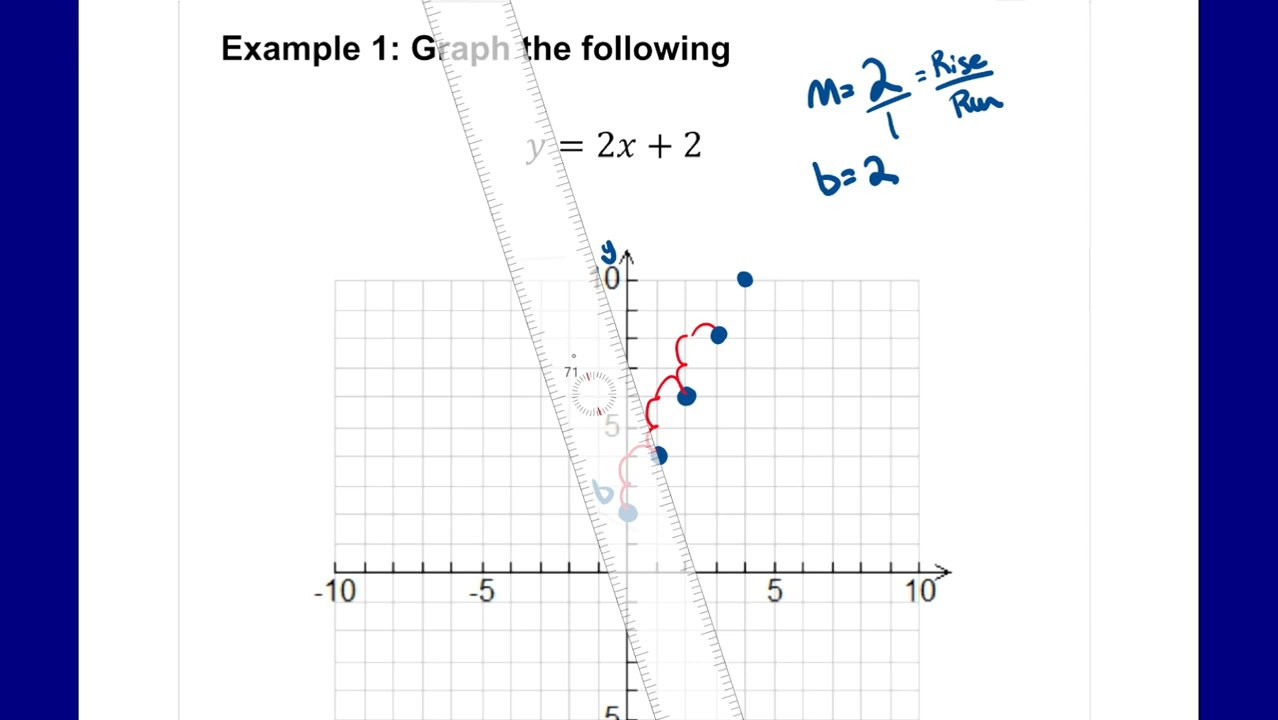 Example 1: Graph the following
m = 2/1 = Rise/Run
y = 2x + 2
b = 2
y
10
71°
5
b
-10 -5 5 10
5